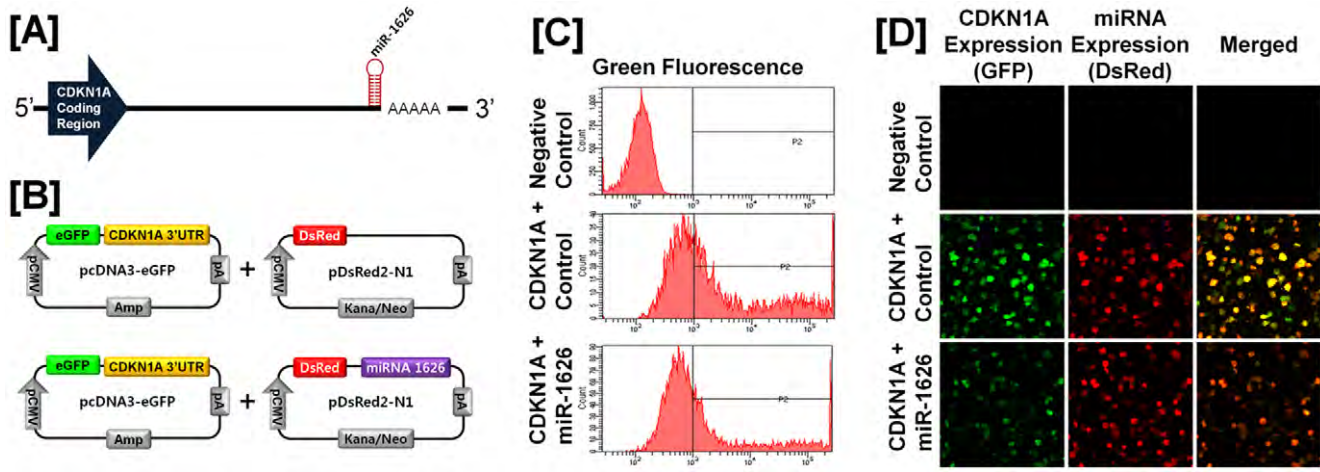 [A]
miR-1626
5’
CDKN1A
Coding
Region
AAAAA
3’
[B]
eGFP
CDKN1A 3’UTR
pCMV
pcDNA3-eGFP
pA
Amp
+
DsRed
pCMV
pDsRed2-N1
pA
Kana/Neo
eGFP
CDKN1A 3’UTR
pCMV
pcDNA3-eGFP
pA
Amp
+
DsRed
miRNA 1626
pCMV
pDsRed2-N1
pA
Kana/Neo
[C]
Green Fluorescence
Negative
Control
Count
P2
CDKN1A +
Control
Count
P2
CDKN1A +
miR-1626
Count
P2
[D]
CDKN1A
Expression
(GFP)
miRNA
Expression
(DsRed)
Merged
Negative
Control
CDKN1A +
Control
CDKN1A +
miR-1626